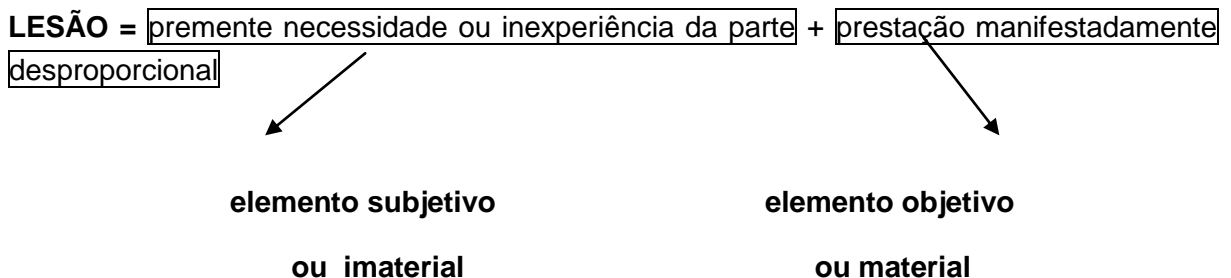 LESÃO = premente necessidade ou inexperiência da parte + prestação manifestadamente
desproporcional
elemento subjetivo elemento objetivo
ou imaterial ou material